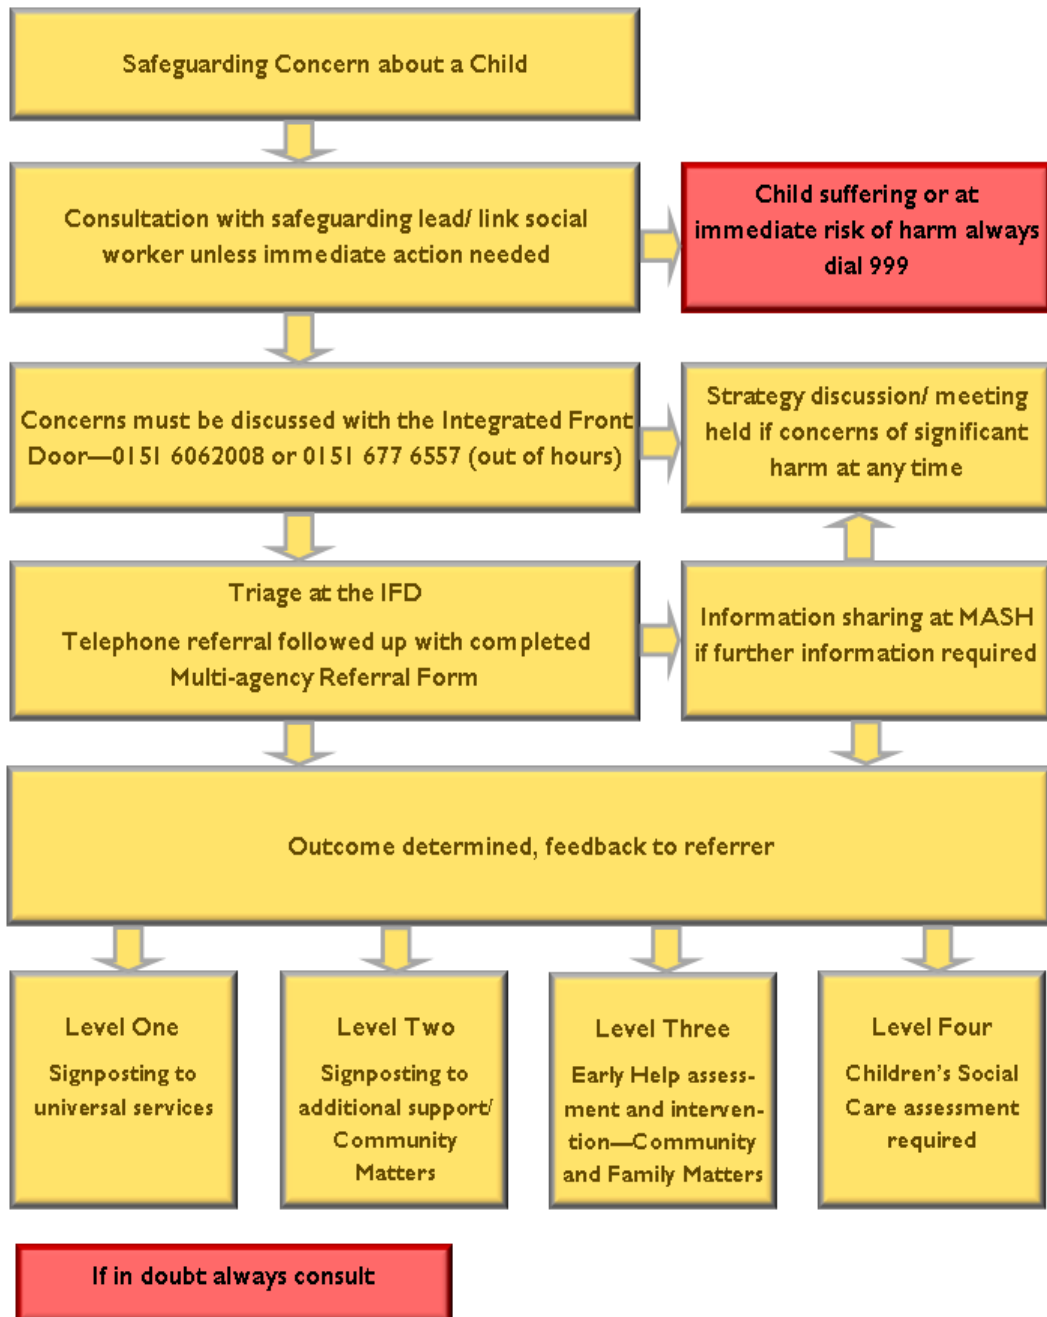 Safeguarding Concern about a Child
Consultation with safeguarding lead/ link social
worker unless immediate action needed
Child suffering or at
immediate risk of harm always
dial 999
Concerns must be discussed with the Integrated Front
Door—0151 6062008 or 0151 677 6557 (out of hours)
Strategy discussion/ meeting
held if concerns of significant
harm at any time
Triage at the IFD
Telephone referral followed up with completed
Multi-agency Referral Form
Information sharing at MASH
if further information required
Outcome determined, feedback to referrer
Level One
Signposting to
universal services
Level Two
Signposting to
additional support/
Community
Matters
Level Three
Early Help assess-
ment and interven-
tion—Community
and Family Matters
Level Four
Children's Social
Care assessment
required
If in doubt always consult